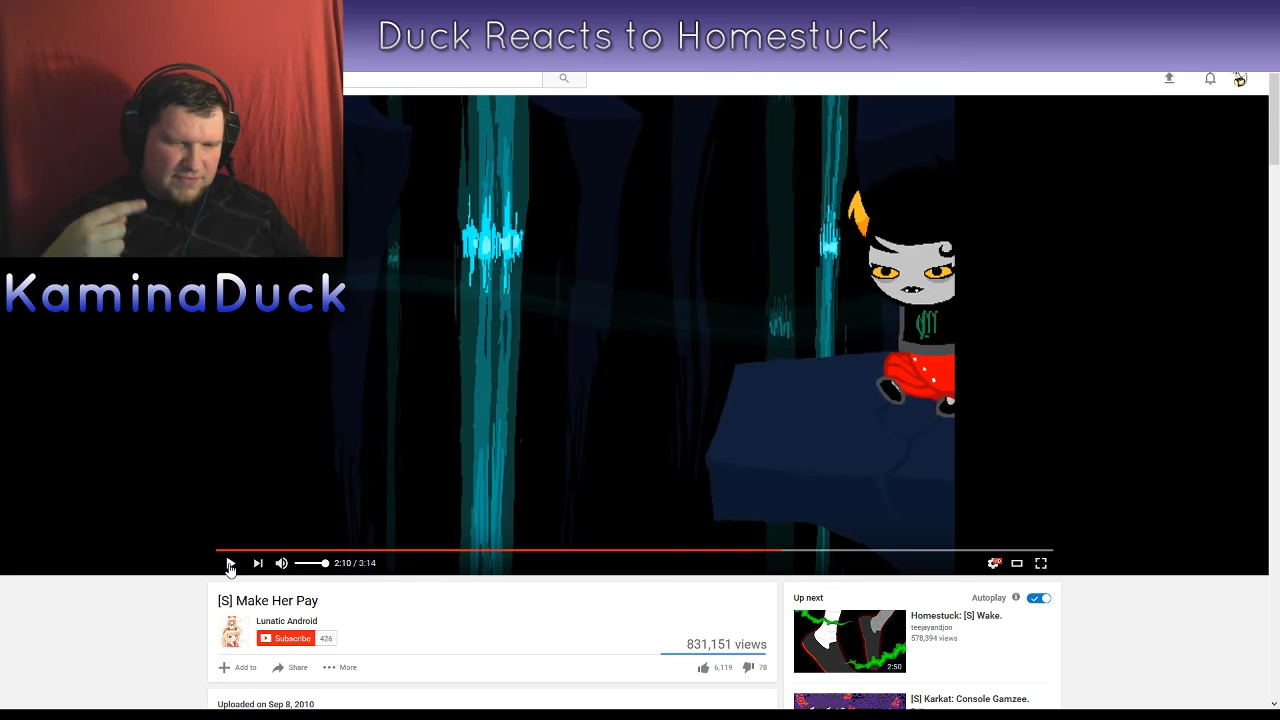 Duck Reacts to Homestuck
KaminaDuck
2:10 / 3:14
[S] Make Her Pay
Lunatic Android
Subscribe 426
831,151 views
Add to Share More
6,119 78
Uploaded on Sep 8, 2010
Up next
Autoplay
Homestuck: [S] Wake.
teejayandjon
578,394 views
2:50
[S] Karkat: Console Gamzee.